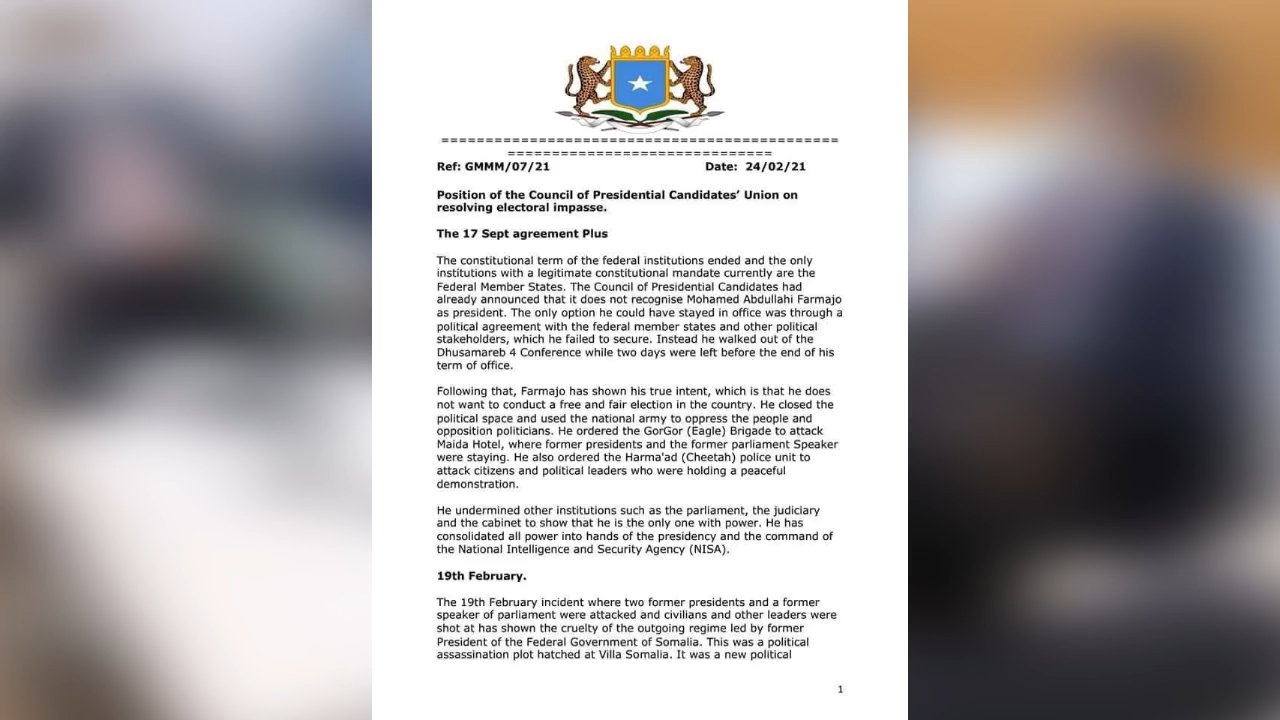 =============================================
==============================
Ref: GMMM/07/21 Date: 24/02/21
Position of the Council of Presidential Candidates’ Union on
resolving electoral impasse.
The 17 Sept agreement Plus
The constitutional term of the federal institutions ended and the only
institutions with a legitimate constitutional mandate currently are the
Federal Member States. The Council of Presidential Candidates had
already announced that it does not recognise Mohamed Abdullahi Farmajo
as president. The only option he could have stayed in office was through a
political agreement with the federal member states and other political
stakeholders, which he failed to secure. Instead he walked out of the
Dhusamareb 4 Conference while two days were left before the end of his
term of office.
Following that, Farmajo has shown his true intent, which is that he does
not want to conduct a free and fair election in the country. He closed the
political space and used the national army to oppress the people and
opposition politicians. He ordered the GorGor (Eagle) Brigade to attack
Maida Hotel, where former presidents and the former parliament Speaker
were staying. He also ordered the Harma'ad (Cheetah) police unit to
attack citizens and political leaders who were holding a peaceful
demonstration.
He undermined other institutions such as the parliament, the judiciary
and the cabinet to show that he is the only one with power. He has
consolidated all power into hands of the presidency and the command of
the National Intelligence and Security Agency (NISA).
19th February.
The 19th February incident where two former presidents and a former
speaker of parliament were attacked and civilians and other leaders were
shot at has shown the cruelty of the outgoing regime led by former
President of the Federal Government of Somalia. This was a political
assassination plot hatched at Villa Somalia. It was a new political
1